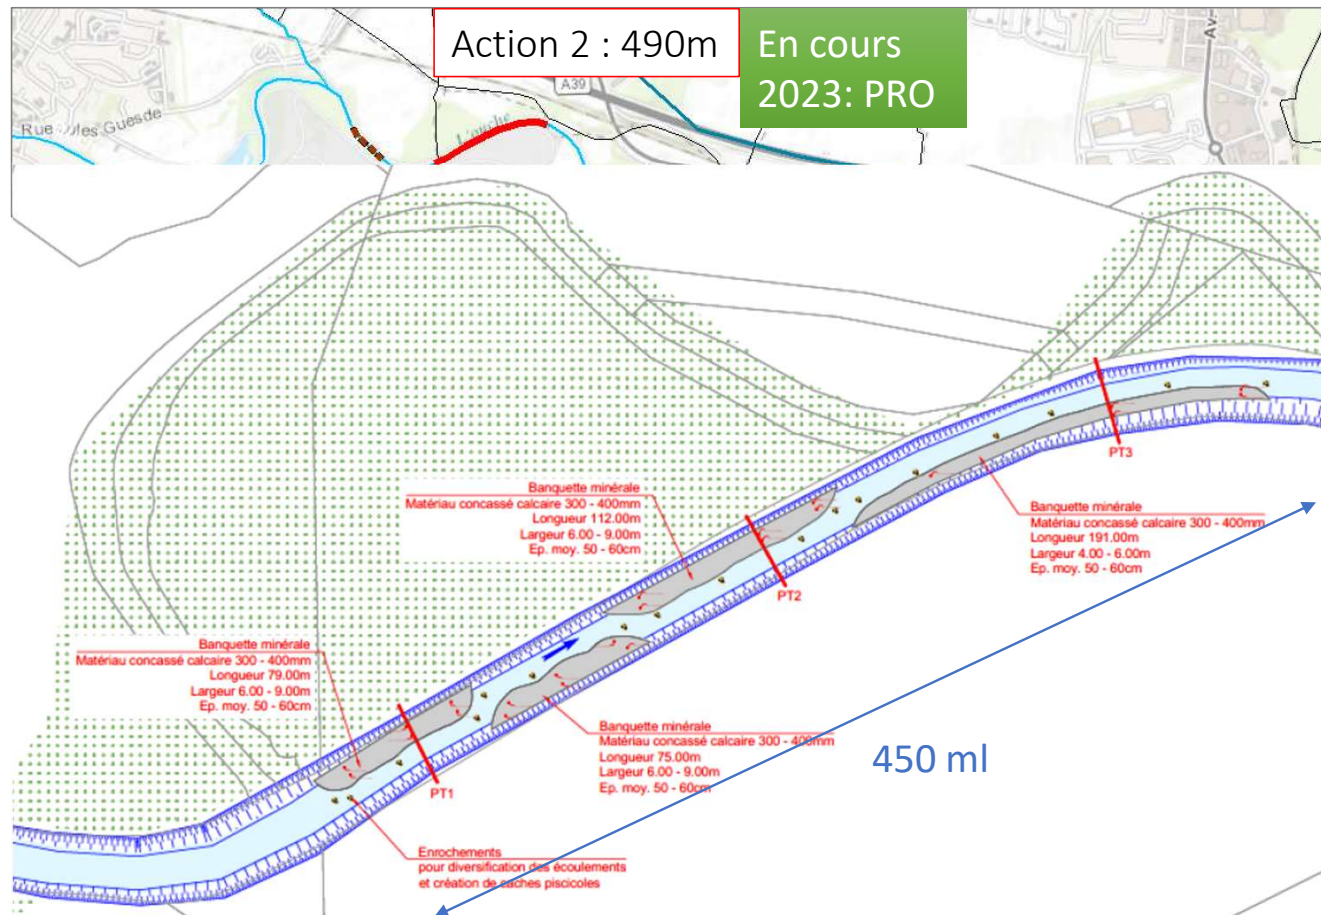 Action 2 : 490m
En cours
2023: PRO
A39
Av
Rue
les Guesde
L'ouche
Banquette minérale
Matériau concassé calcaire 300 - 400mm
Longueur 112.00m
Largeur 6.00 - 9.00m
Ep. moy. 50 - 60cm
PT3
Banquette minérale
Matériau concassé calcaire 300 - 400mm
Longueur 191.00m
Largeur 4.00 - 6.00m
Ep. moy. 50 - 60cm
PT2
Banquette minérale
Matériau concassé calcaire 300 - 400mm
Longueur 79.00m
Largeur 6.00 - 9.00m
Ep. moy. 50 - 60cm
Banquette minérale
Matériau concassé calcaire 300 - 400mm
Longueur 75.00m
Largeur 6.00 - 9.00m
Ep. moy. 50 - 60cm
450 ml
PT1
Enrochements
pour diversification des écoulements
et création de caches piscicoles